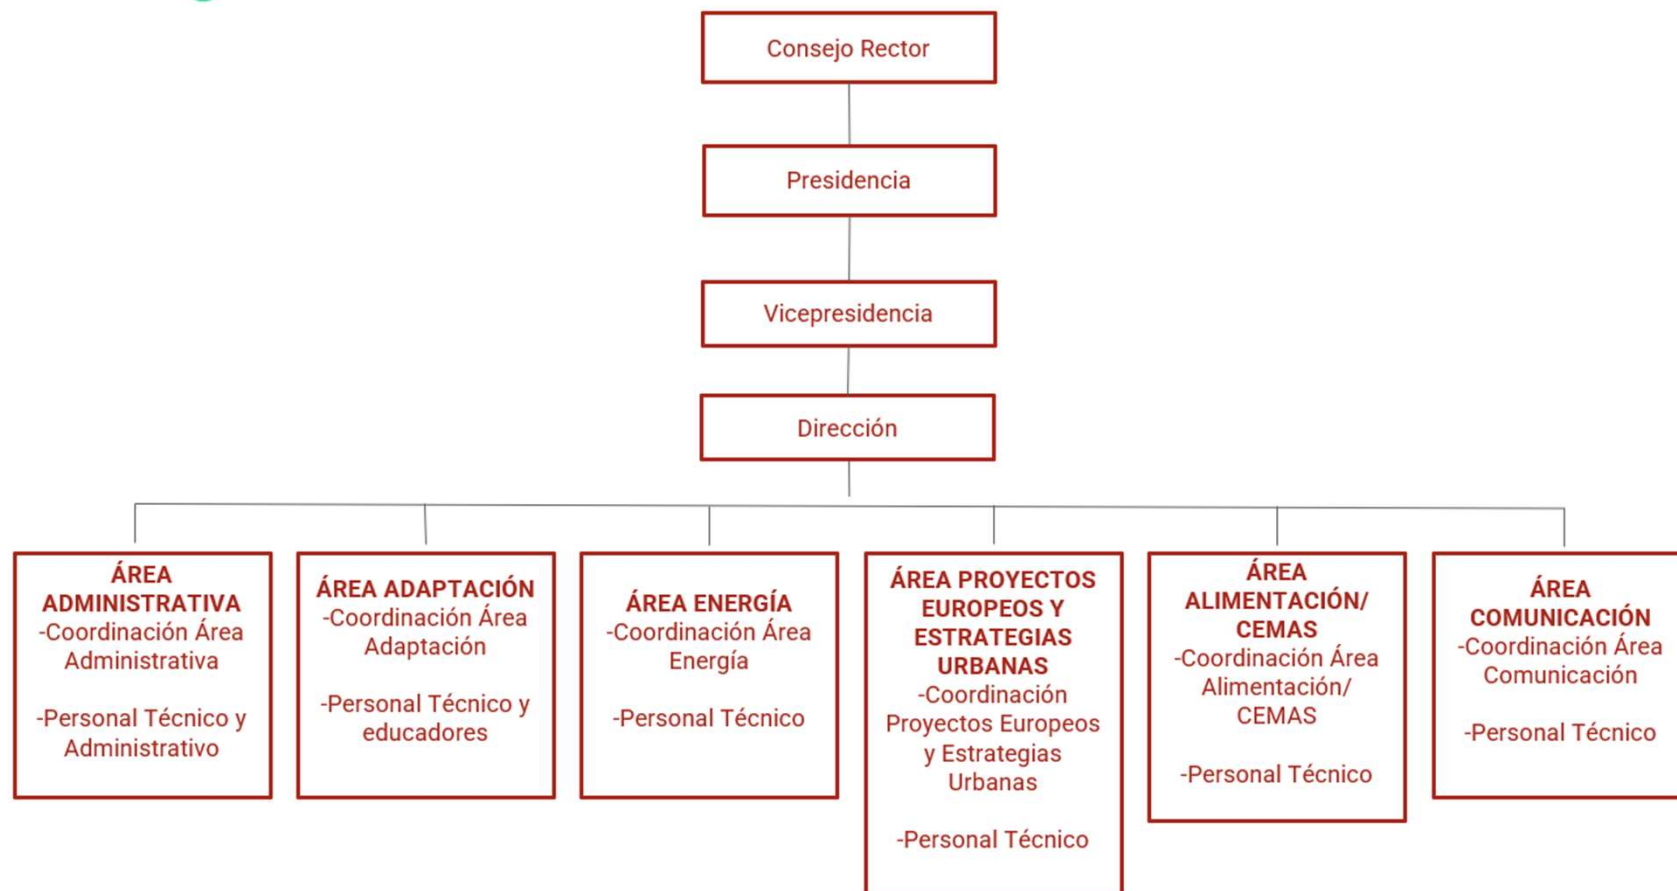 Consejo Rector
Presidencia
Vicepresidencia
Dirección
ÁREA
ADMINISTRATIVA
-Coordinación Área
Administrativa
-Personal Técnico y
Administrativo
ÁREA ADAPTACIÓN
-Coordinación Área
Adaptación
-Personal Técnico y
educadores
ÁREA ENERGÍA
-Coordinación Área
Energía
-Personal Técnico
ÁREA PROYECTOS
EUROPEOS Y
ESTRATEGIAS
URBANAS
-Coordinación
Proyectos Europeos
y Estrategias
Urbanas
-Personal Técnico
ÁREA
ALIMENTACIÓN/
CEMAS
-Coordinación Área
Alimentación/
CEMAS
-Personal Técnico
ÁREA
COMUNICACIÓN
-Coordinación Área
Comunicación
-Personal Técnico